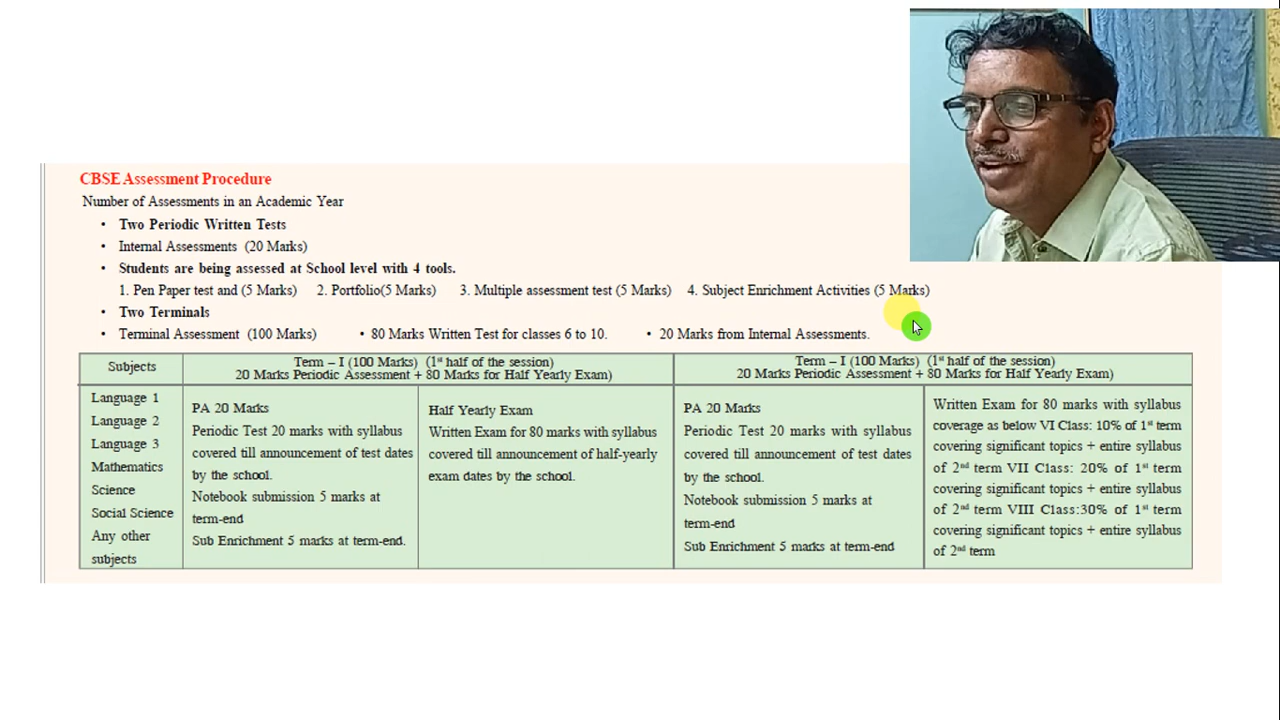 CBSE Assessment Procedure
Number of Assessments in an Academic Year
• Two Periodic Written Tests
• Internal Assessments (20 Marks)
• Students are being assessed at School level with 4 tools.
1. Pen Paper test and (5 Marks) 2. Portfolio(5 Marks) 3. Multiple assessment test (5 Marks) 4. Subject Enrichment Activities (5 Marks)
• Two Terminals
• Terminal Assessment (100 Marks) • 80 Marks Written Test for classes 6 to 10. • 20 Marks from Internal Assessments.
Subjects
Term – I (100 Marks) (1st half of the session)
20 Marks Periodic Assessment + 80 Marks for Half Yearly Exam)
Term – I (100 Marks) (1st half of the session)
20 Marks Periodic Assessment + 80 Marks for Half Yearly Exam)
Language 1
Language 2
Language 3
Mathematics
Science
Social Science
Any other
subjects
PA 20 Marks
Periodic Test 20 marks with syllabus
covered till announcement of test dates
by the school.
Notebook submission 5 marks at
term-end
Sub Enrichment 5 marks at term-end.
Half Yearly Exam
Written Exam for 80 marks with syllabus
covered till announcement of half-yearly
exam dates by the school.
PA 20 Marks
Periodic Test 20 marks with syllabus
covered till announcement of test dates
by the school.
Notebook submission 5 marks at
term-end
Sub Enrichment 5 marks at term-end
Written Exam for 80 marks with syllabus
coverage as below VI Class: 10% of 1st term
covering significant topics + entire syllabus
of 2nd term VII Class: 20% of 1st term
covering significant topics + entire syllabus
of 2nd term VIII Class:30% of 1st term
covering significant topics + entire syllabus
of 2nd term